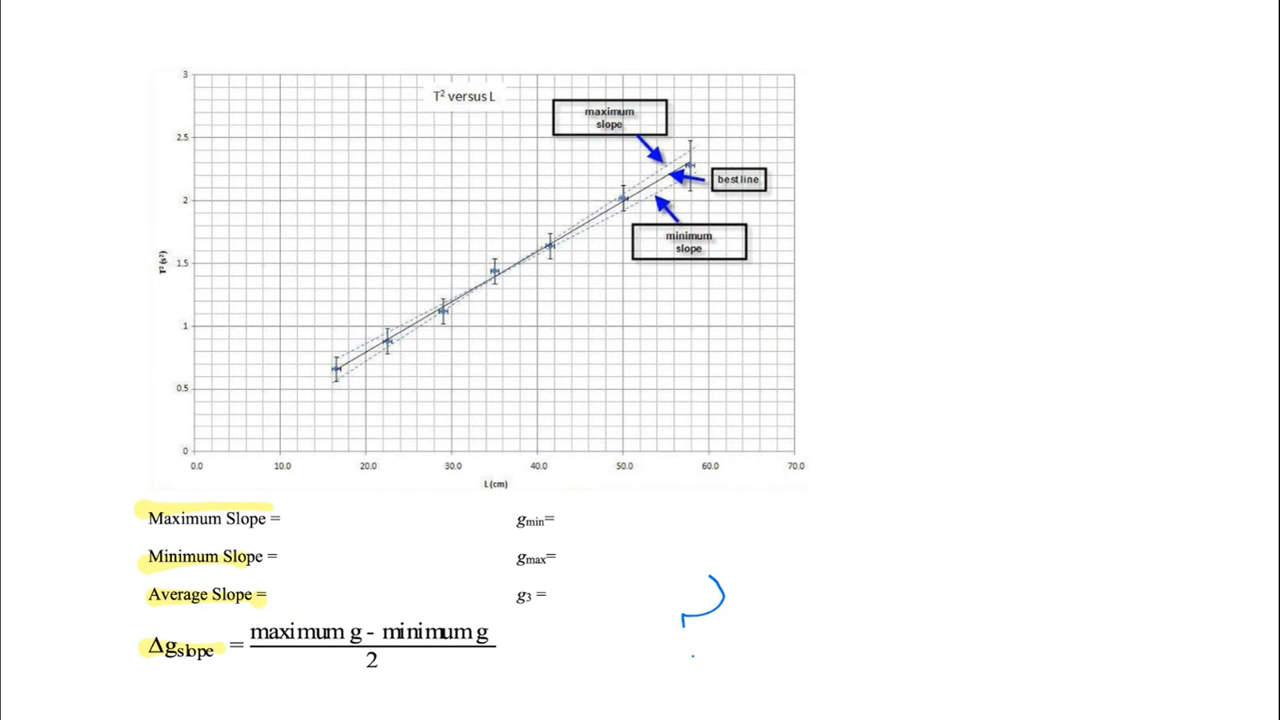 3
T² versus L
maximum
slope
2.5
best line
2
minimum
slope
T² (s²)
1.5
1
0.5
0
0.0 10.0 20.0 30.0 40.0 50.0 60.0 70.0
L (cm)
Maximum Slope = gmin=
Minimum Slope = gmax=
Average Slope = g3 =
Δgslope = maximum g - minimum g
2
?